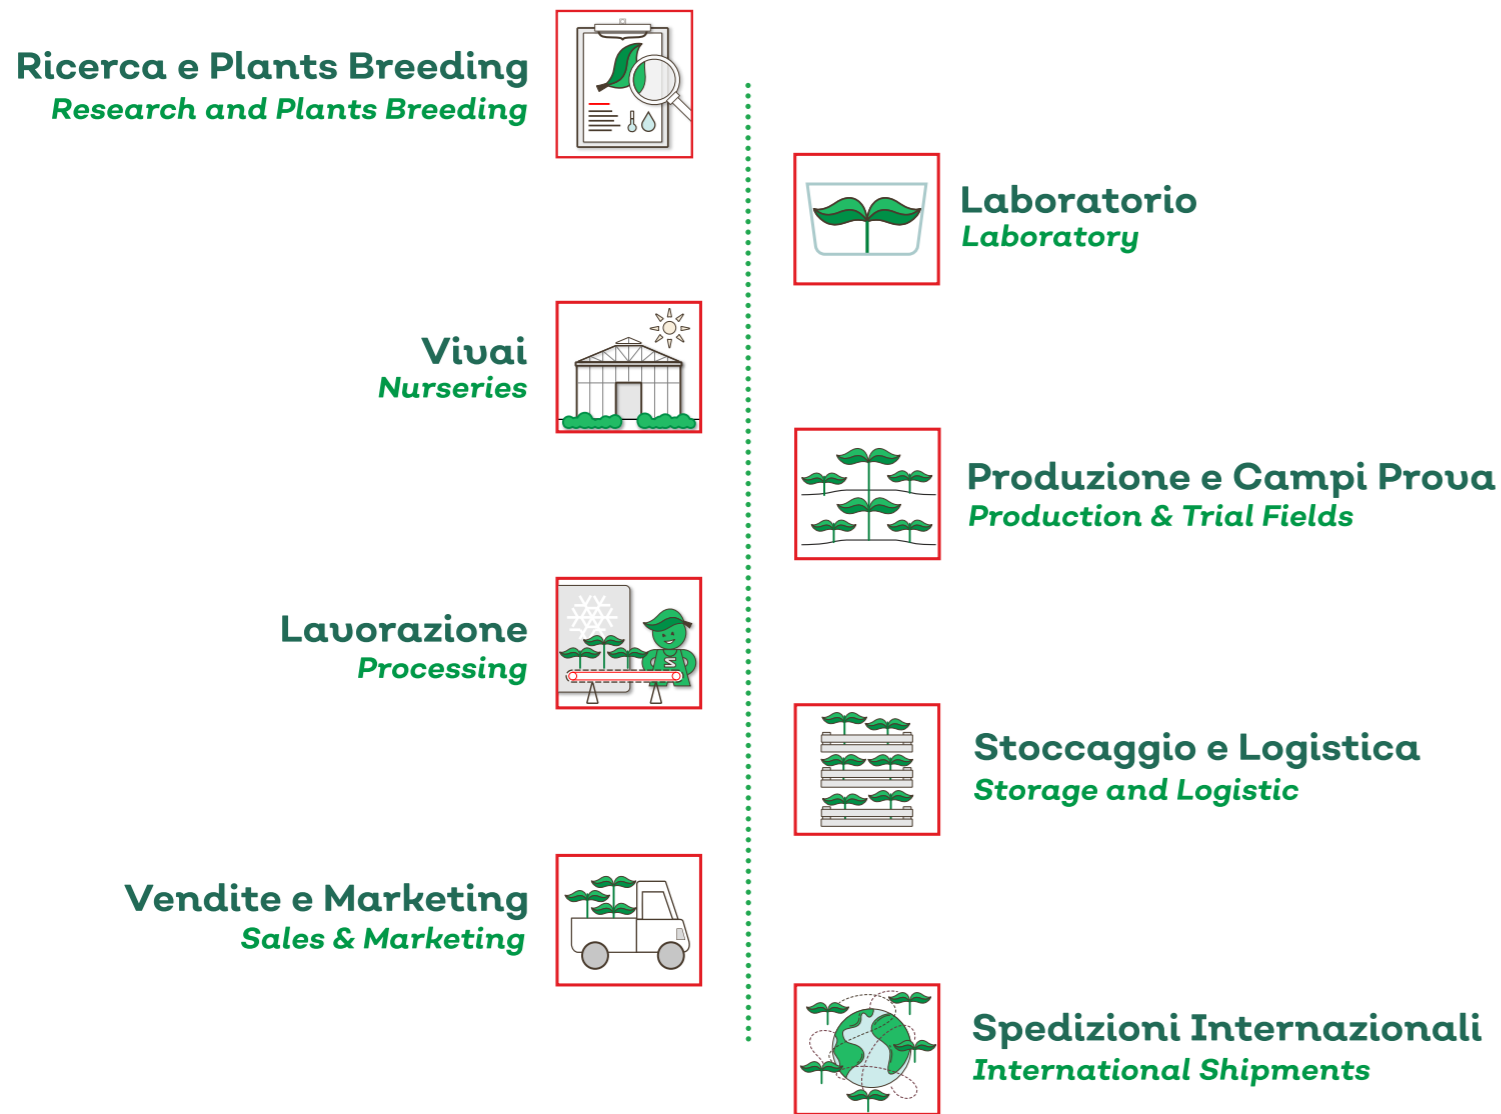 Ricerca e Plants Breeding
Research and Plants Breeding
Laboratorio
Laboratory
Vivai
Nurseries
Produzione e Campi Prova
Production & Trial Fields
Lavorazione
Processing
Stoccaggio e Logistica
Storage and Logistic
Vendite e Marketing
Sales & Marketing
Spedizioni Internazionali
International Shipments